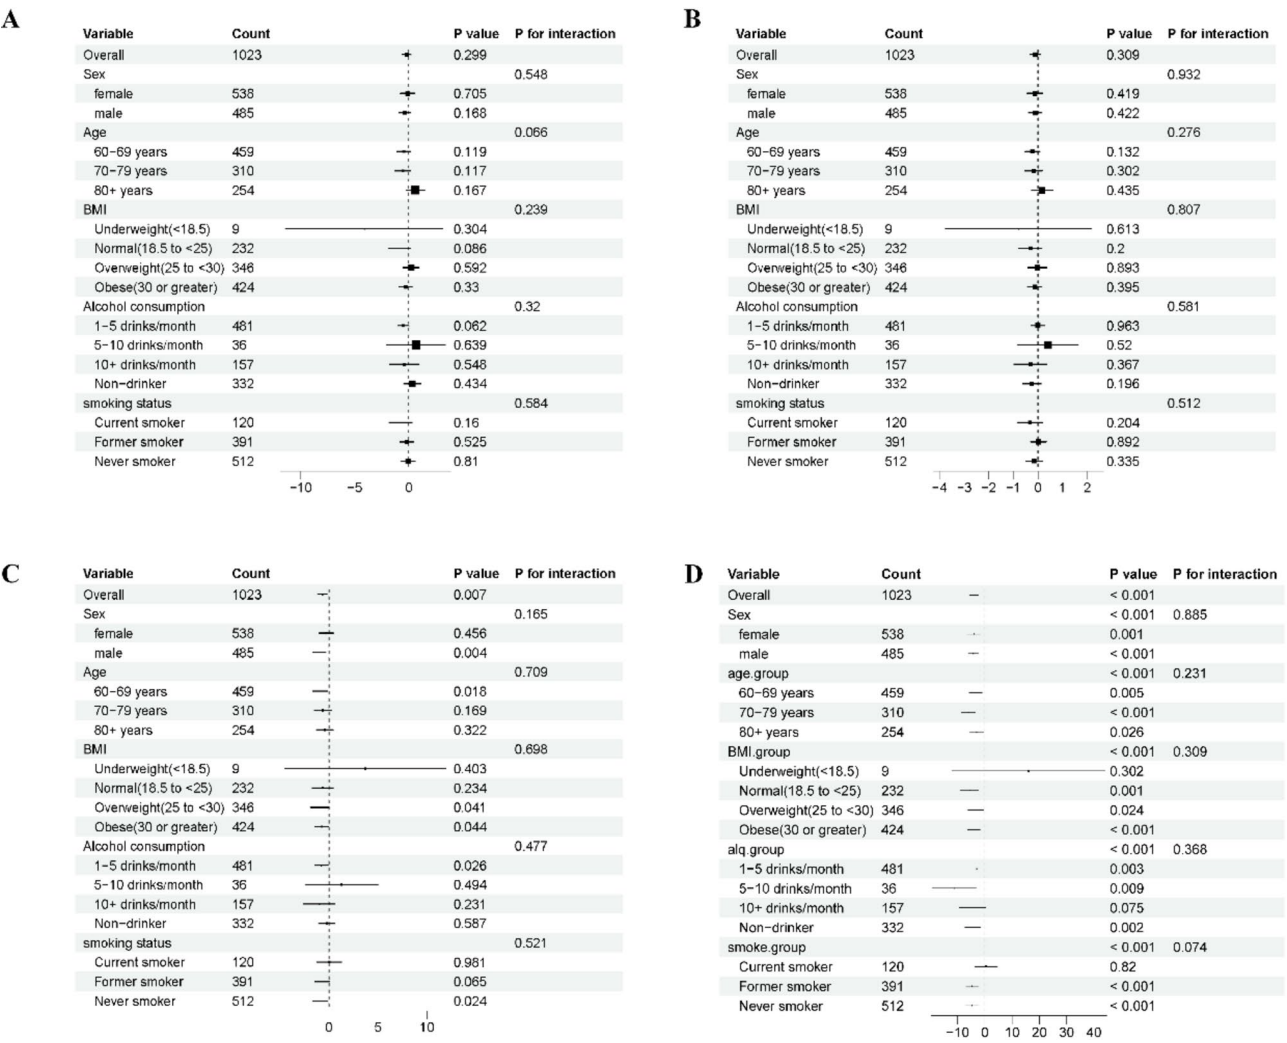 A
Variable Count P value P for interaction
Overall 1023 0.299
Sex 0.548
female 538 0.705
male 485 0.168
Age 0.066
60−69 years 459 0.119
70−79 years 310 0.117
80+ years 254 0.167
BMI 0.239
Underweight(<18.5) 9 0.304
Normal(18.5 to <25) 232 0.086
Overweight(25 to <30) 346 0.592
Obese(30 or greater) 424 0.33
Alcohol consumption 0.32
1−5 drinks/month 481 0.062
5−10 drinks/month 36 0.639
10+ drinks/month 157 0.548
Non−drinker 332 0.434
smoking status 0.584
Current smoker 120 0.16
Former smoker 391 0.525
Never smoker 512 0.81
−10 −5 0
B
Variable Count P value P for interaction
Overall 1023 0.309
Sex 0.932
female 538 0.419
male 485 0.422
Age 0.276
60−69 years 459 0.132
70−79 years 310 0.302
80+ years 254 0.435
BMI 0.807
Underweight(<18.5) 9 0.613
Normal(18.5 to <25) 232 0.2
Overweight(25 to <30) 346 0.893
Obese(30 or greater) 424 0.395
Alcohol consumption 0.581
1−5 drinks/month 481 0.963
5−10 drinks/month 36 0.52
10+ drinks/month 157 0.367
Non−drinker 332 0.196
smoking status 0.512
Current smoker 120 0.204
Former smoker 391 0.892
Never smoker 512 0.335
−4 −3 −2 −1 0 1 2
C
Variable Count P value P for interaction
Overall 1023 0.007
Sex 0.165
female 538 0.456
male 485 0.004
Age 0.709
60−69 years 459 0.018
70−79 years 310 0.169
80+ years 254 0.322
BMI 0.698
Underweight(<18.5) 9 0.403
Normal(18.5 to <25) 232 0.234
Overweight(25 to <30) 346 0.041
Obese(30 or greater) 424 0.044
Alcohol consumption 0.477
1−5 drinks/month 481 0.026
5−10 drinks/month 36 0.494
10+ drinks/month 157 0.231
Non−drinker 332 0.587
smoking status 0.521
Current smoker 120 0.981
Former smoker 391 0.065
Never smoker 512 0.024
0 5 10
D
Variable Count P value P for interaction
Overall 1023 < 0.001
Sex < 0.001 0.885
female 538 0.001
male 485 < 0.001
age.group < 0.001 0.231
60−69 years 459 0.005
70−79 years 310 < 0.001
80+ years 254 0.026
BMI.group < 0.001 0.309
Underweight(<18.5) 9 0.302
Normal(18.5 to <25) 232 0.001
Overweight(25 to <30) 346 0.024
Obese(30 or greater) 424 < 0.001
alq.group < 0.001 0.368
1−5 drinks/month 481 0.003
5−10 drinks/month 36 0.009
10+ drinks/month 157 0.075
Non−drinker 332 0.002
smoke.group < 0.001 0.074
Current smoker 120 0.82
Former smoker 391 < 0.001
Never smoker 512 < 0.001
−10 0 10 20 30 40